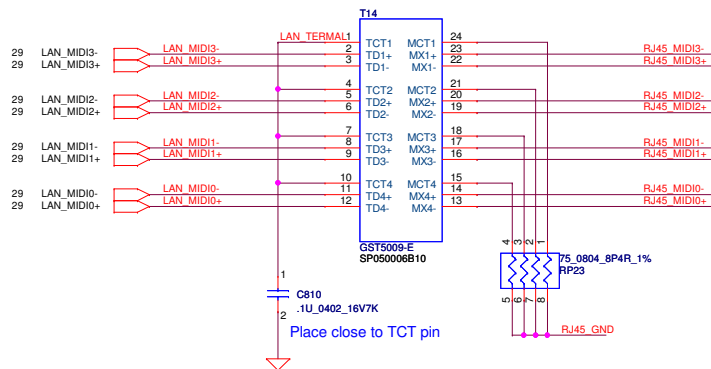 T14
LAN_TERMAL 1 TCT1 MCT1 24
29 LAN_MIDI3- LAN_MIDI3- 2 TD1+ MX1+ 23 RJ45_MIDI3-
29 LAN_MIDI3+ LAN_MIDI3+ 3 TD1- MX1- 22 RJ45_MIDI3+
4 TCT2 MCT2 21
29 LAN_MIDI2- LAN_MIDI2- 5 TD2+ MX2+ 20 RJ45_MIDI2-
29 LAN_MIDI2+ LAN_MIDI2+ 6 TD2- MX2- 19 RJ45_MIDI2+
7 TCT3 MCT3 18
29 LAN_MIDI1- LAN_MIDI1- 8 TD3+ MX3+ 17 RJ45_MIDI1-
29 LAN_MIDI1+ LAN_MIDI1+ 9 TD3- MX3- 16 RJ45_MIDI1+
10 TCT4 MCT4 15
29 LAN_MIDI0- LAN_MIDI0- 11 TD4+ MX4+ 14 RJ45_MIDI0-
29 LAN_MIDI0+ LAN_MIDI0+ 12 TD4- MX4- 13 RJ45_MIDI0+
GST5009-E
SP050006B10
4 3 2 1
75_0804_8P4R_1%
RP23
5 6 7 8
1
C810
.1U_0402_16V7K
2
Place close to TCT pin
RJ45_GND